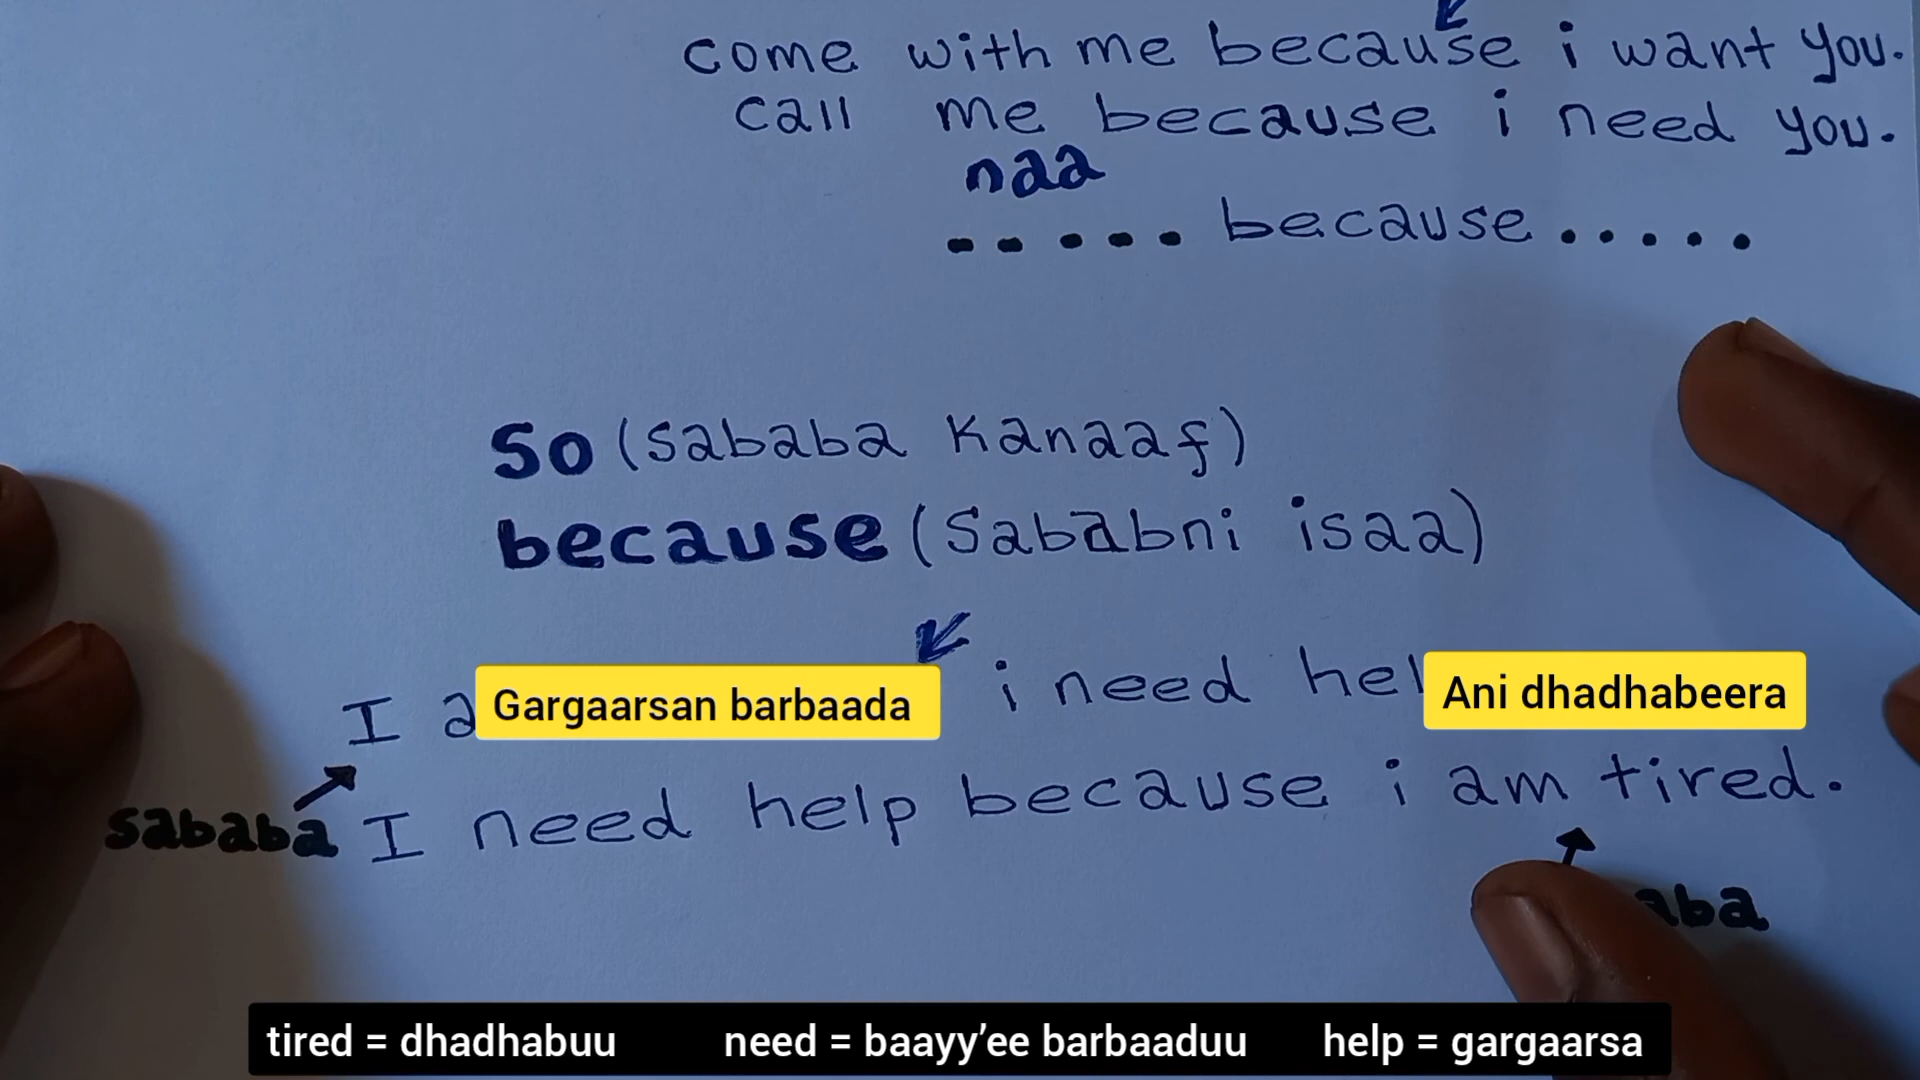 come with me because i want you.
call me because i need you.
naa
----- because .....
So (sababa kanaaf)
because (Sababni isaa)
I a
Gargaarsan barbaada
i need hel
Ani dhadhabeera
sababa
I need help because i am tired.
aba
tired = dhadhabuu need = baayy’ee barbaaduu help = gargaarsa